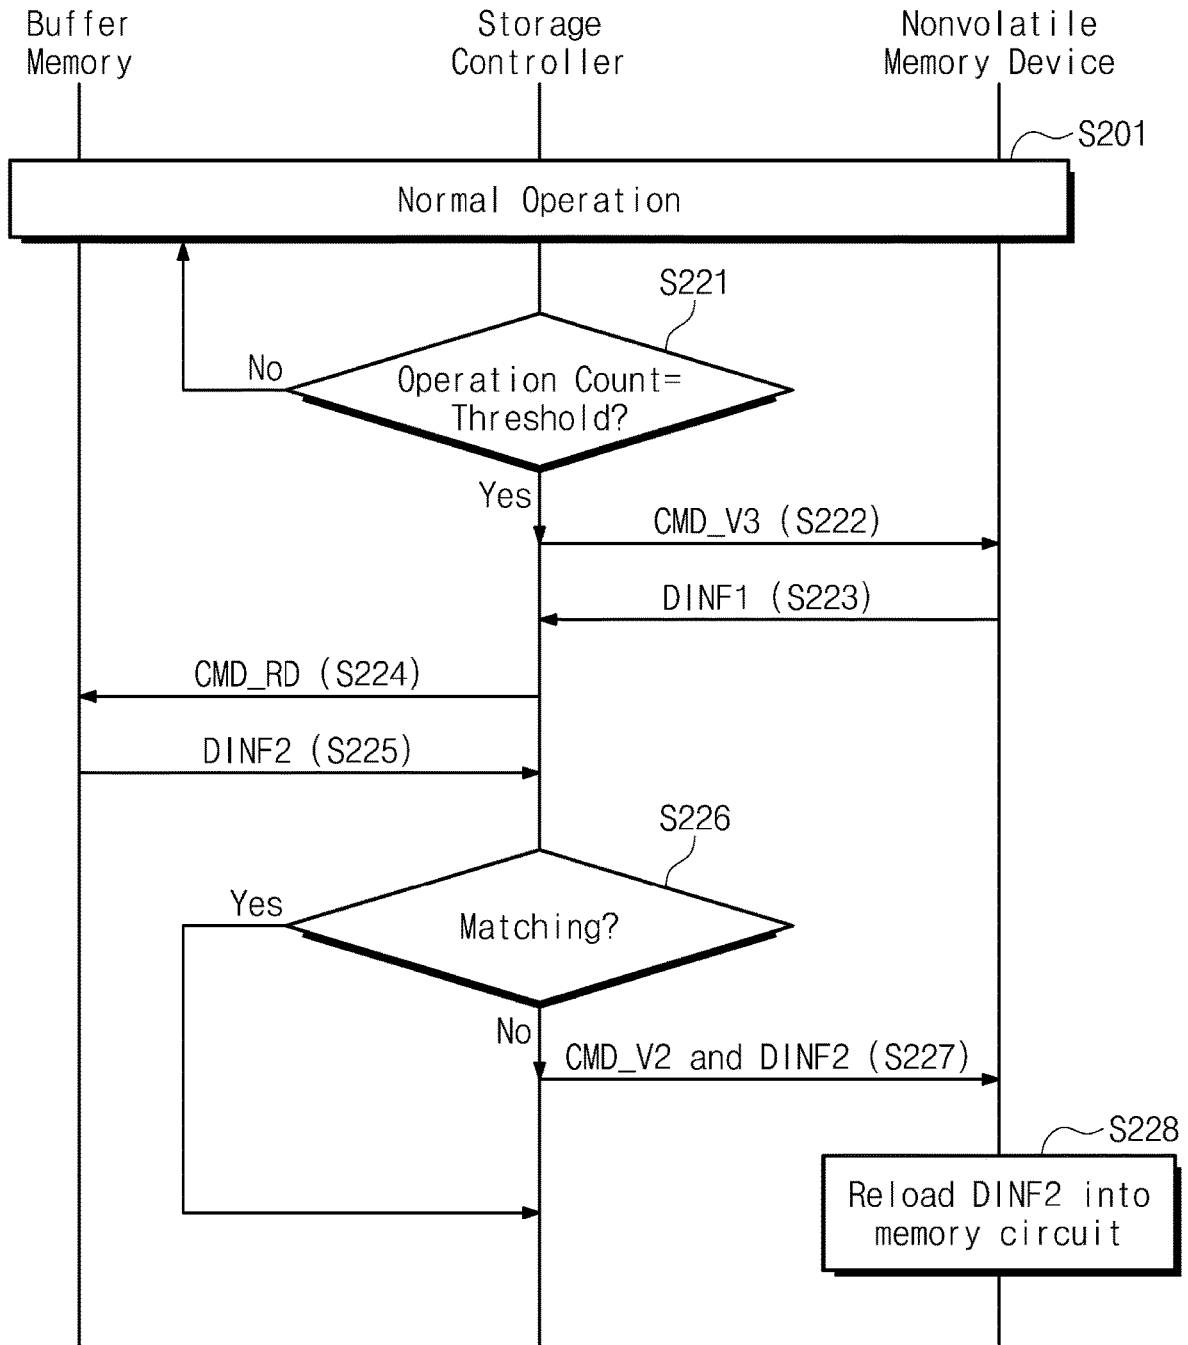 Buffer
Memory
Storage
Controller
Nonvolatile
Memory Device
S201
Normal Operation
S221
No
Operation Count=
Threshold?
Yes
CMD_V3 (S222)
DINF1 (S223)
CMD_RD (S224)
DINF2 (S225)
S226
Yes
Matching?
No
CMD_V2 and DINF2 (S227)
S228
Reload DINF2 into
memory circuit